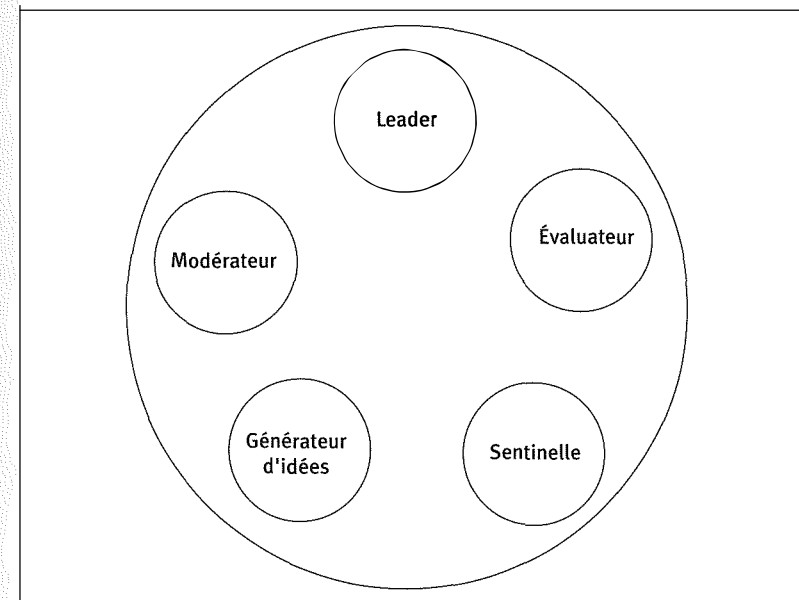 Leader
Évaluateur
Modérateur
Générateur
d'idées
Sentinelle